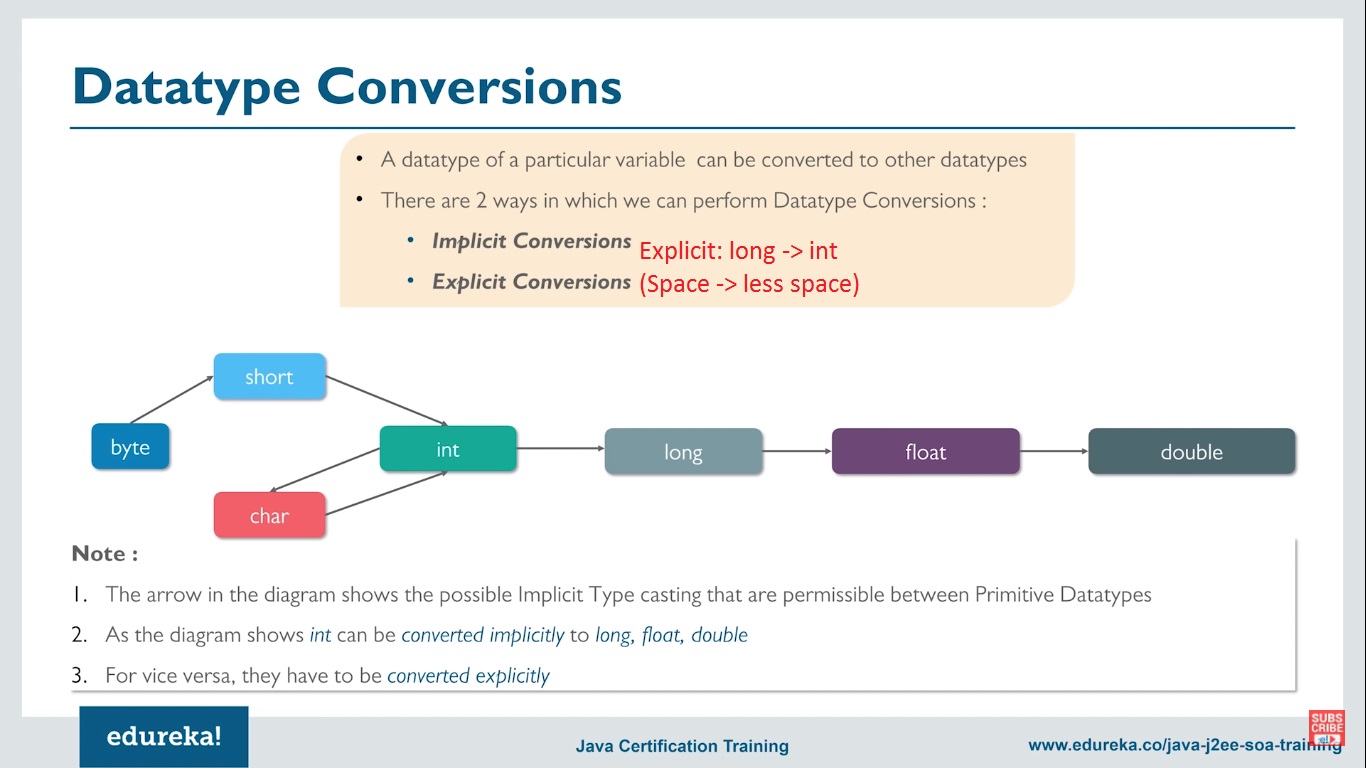 Datatype Conversions
• A datatype of a particular variable can be converted to other datatypes
• There are 2 ways in which we can perform Datatype Conversions :
• Implicit Conversions
• Explicit Conversions
Explicit: long -> int
(Space -> less space)
short
byte
int
long
float
double
char
Note :
1. The arrow in the diagram shows the possible Implicit Type casting that are permissible between Primitive Datatypes
2. As the diagram shows int can be converted implicitly to long, float, double
3. For vice versa, they have to be converted explicitly
edureka!
Java Certification Training
www.edureka.co/java-j2ee-soa-training
SUBS
CRIBE